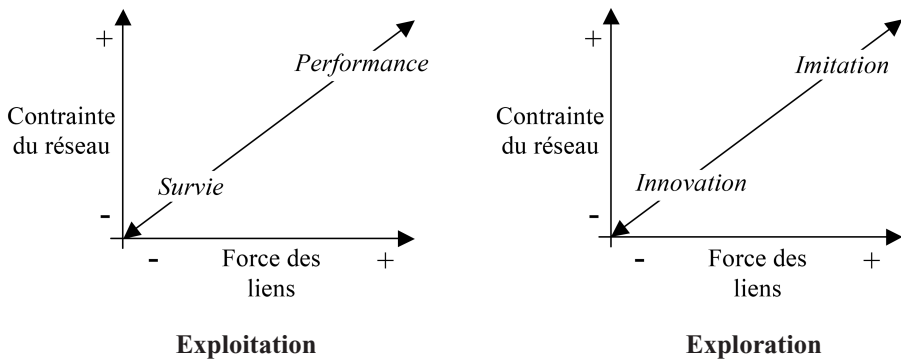 +
Performance
Contrainte
du réseau
Survie
-
-
Force des
liens
+
Exploitation
+
Imitation
Contrainte
du réseau
Innovation
-
-
Force des
liens
+
Exploration